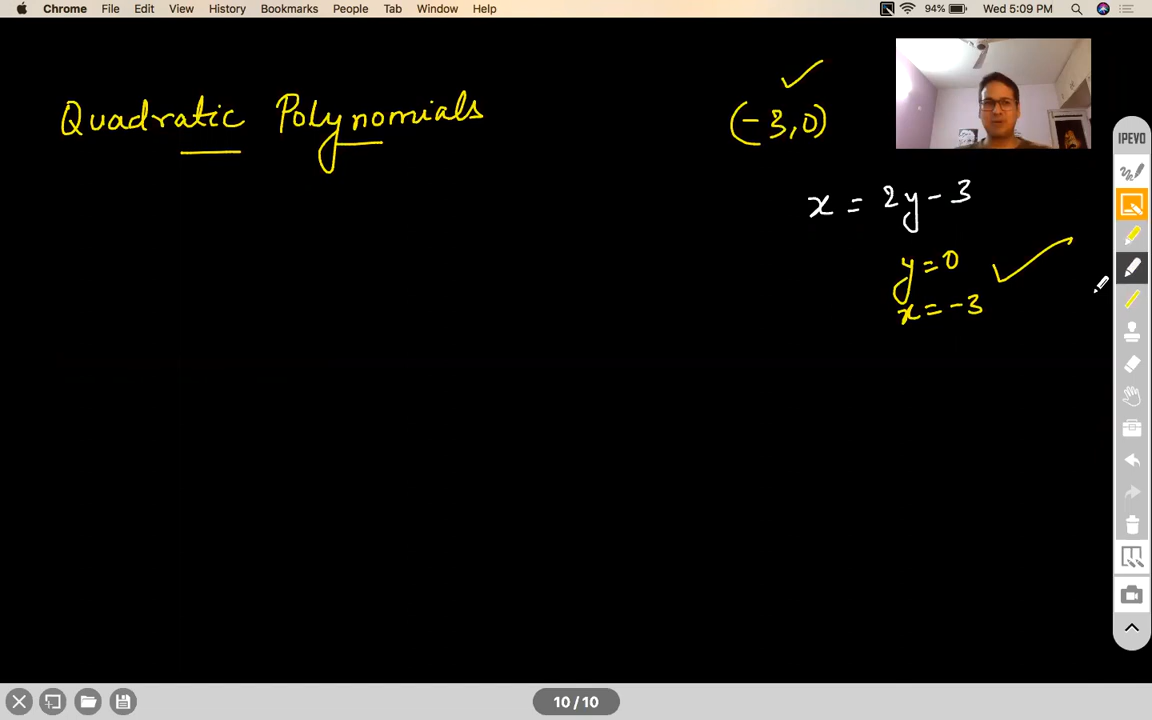 Chrome File Edit View History Bookmarks People Tab Window Help 94% Wed 5:09 PM
Quadratic Polynomials
(-3,0)
x = 2y - 3
y = 0
x = -3
IPEVO
10 / 10